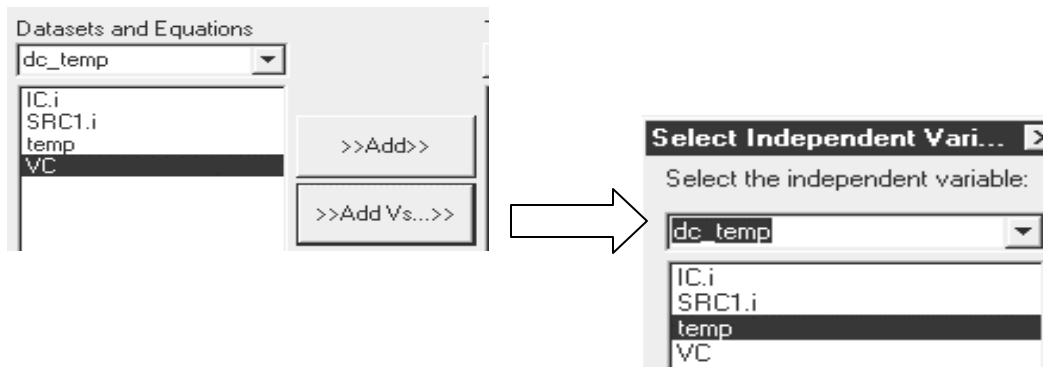 Datasets and Equations
dc_temp
IC.i
SRC1.i
temp
VC
>>Add>>
>>Add Vs...>>
Select Independent Vari...
Select the independent variable:
dc_temp
IC.i
SRC1.i
temp
VC